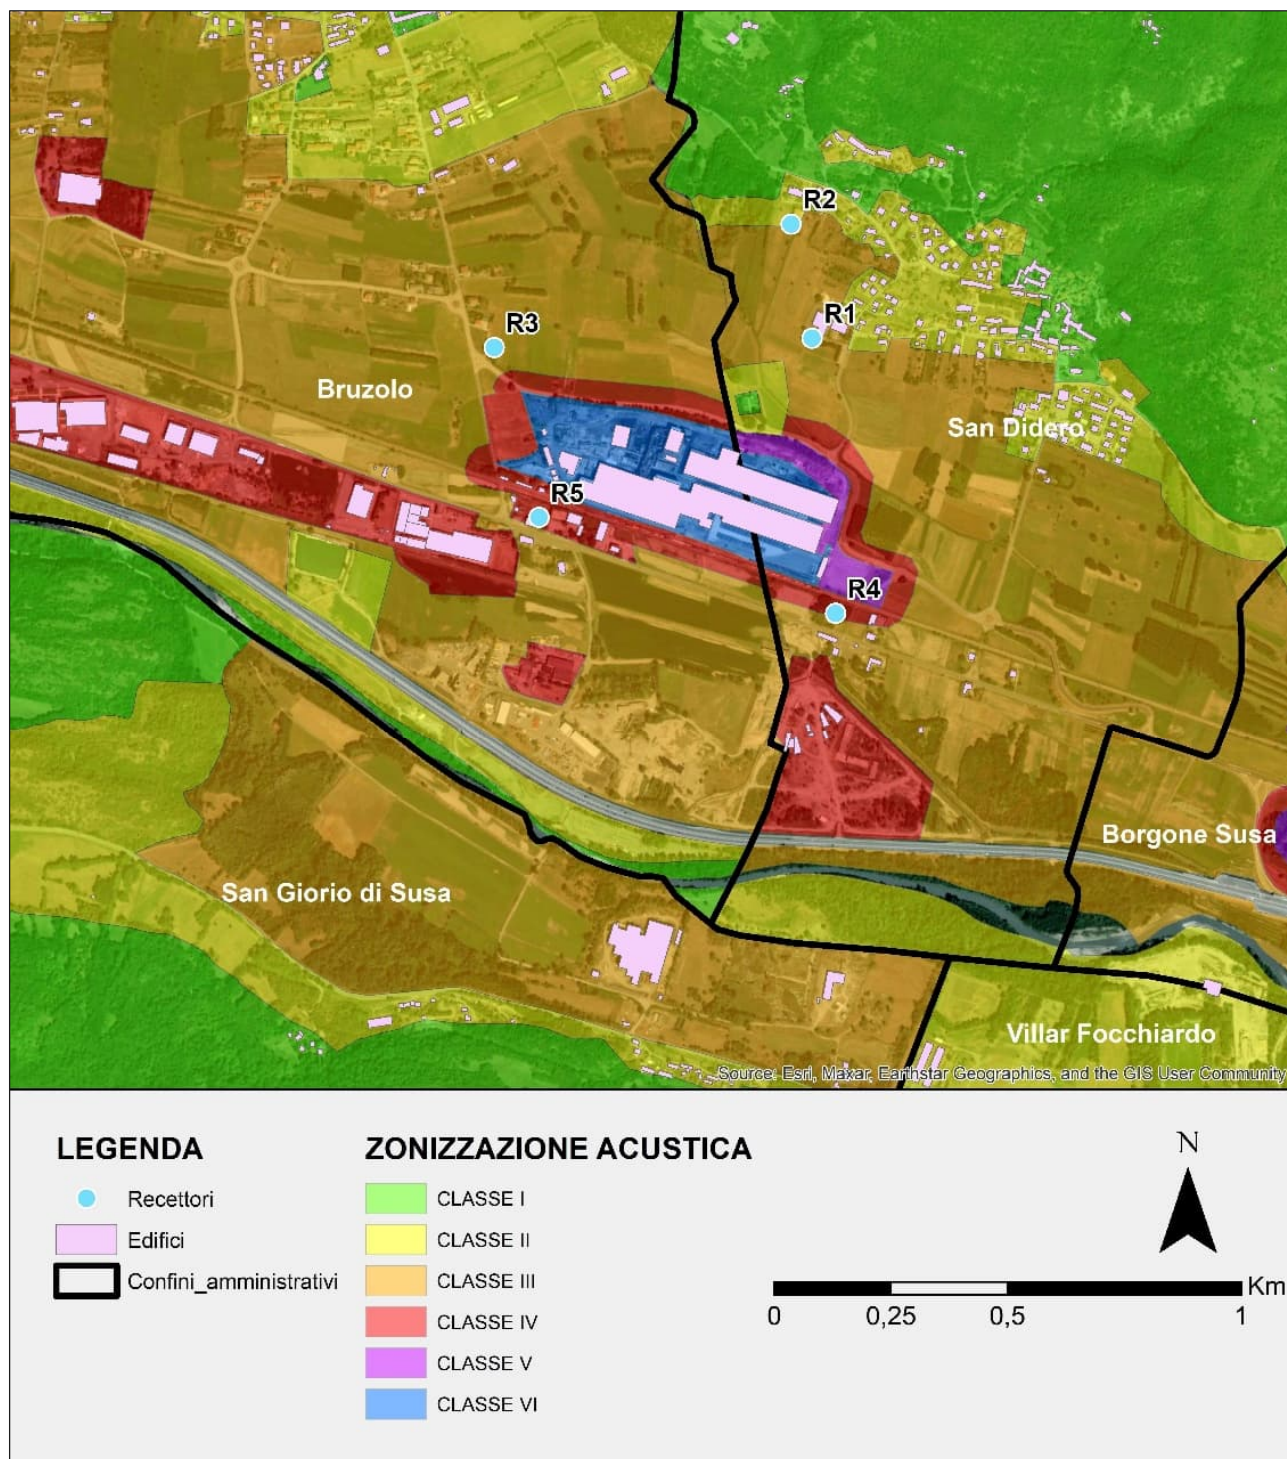 R2
R1
R3
Bruzolo
San Didero
R5
R4
Borgone Susa
San Giorio di Susa
Villar Focchiardo
Source: Esri, Maxar, Earthstar Geographics, and the GIS User Community
LEGENDA
Recettori
Edifici
Confini_amministrativi
ZONIZZAZIONE ACUSTICA
CLASSE I
CLASSE II
CLASSE III
CLASSE IV
CLASSE V
CLASSE VI
N
Km
0 0,25 0,5 1